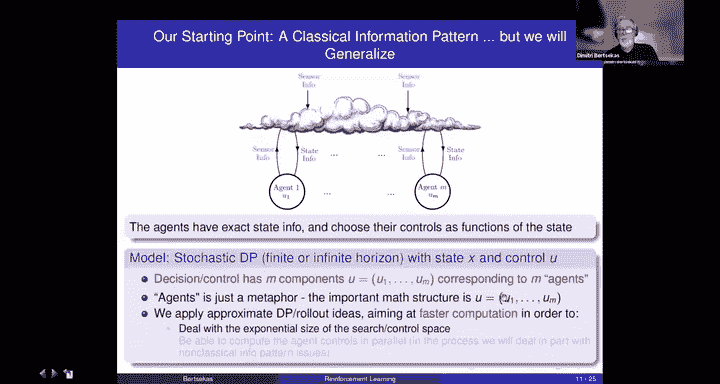 Our Starting Point: A Classical Information Pattern ... but we will
Generalize
Dimitri Bertsekas
Sensor
Info
Sensor
Info
Sensor
Info
State
Info
...
...
Sensor
Info
State
Info
Agent 1
u1
...
...
Agent m
um
The agents have exact state info, and choose their controls as functions of the state
Model: Stochastic DP (finite or infinite horizon) with state x and control u
Decision/control has m components u = (u1, . . . , um) corresponding to m “agents”
“Agents” is just a metaphor - the important math structure is u = (u1, . . . , um)
We apply approximate DP/rollout ideas, aiming at faster computation in order to:
Deal with the exponential size of the search/control space
Be able to compute the agent controls in parallel (in the process we will deal in part with
nonclassical info pattern issues)
Bertsekas
Reinforcement Learning
11 / 25